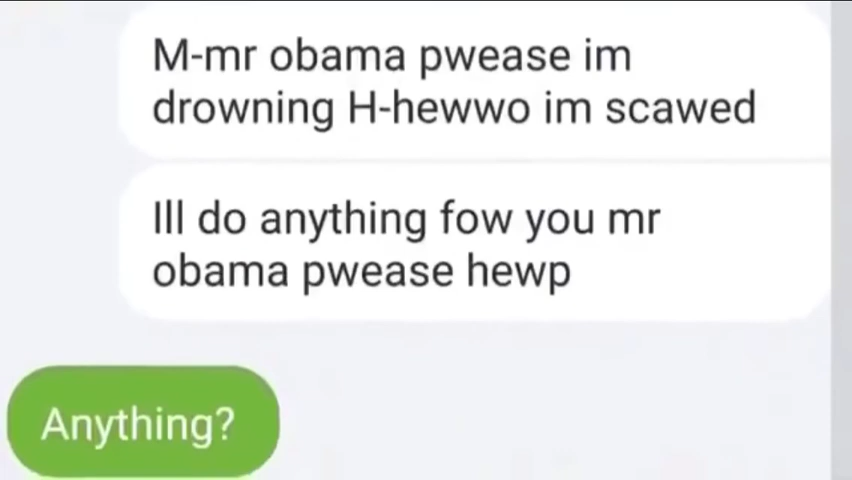 M-mr obama pwease im
drowning H-hewwo im scawed
Ill do anything fow you mr
obama pwease hewp
Anything?